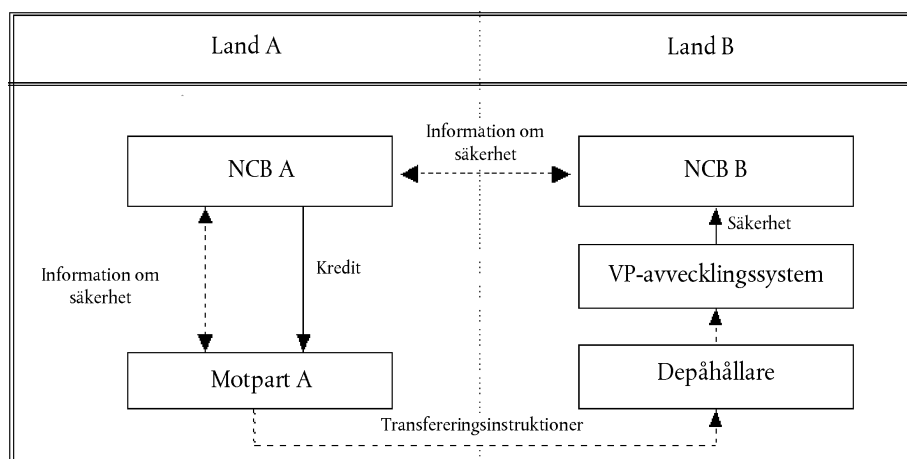 Land A
Land B
Information om
säkerhet
NCB A
NCB B
Säkerhet
Information om
säkerhet
Kredit
VP-avvecklingssystem
Motpart A
Depåhållare
Transfereringsinstruktioner